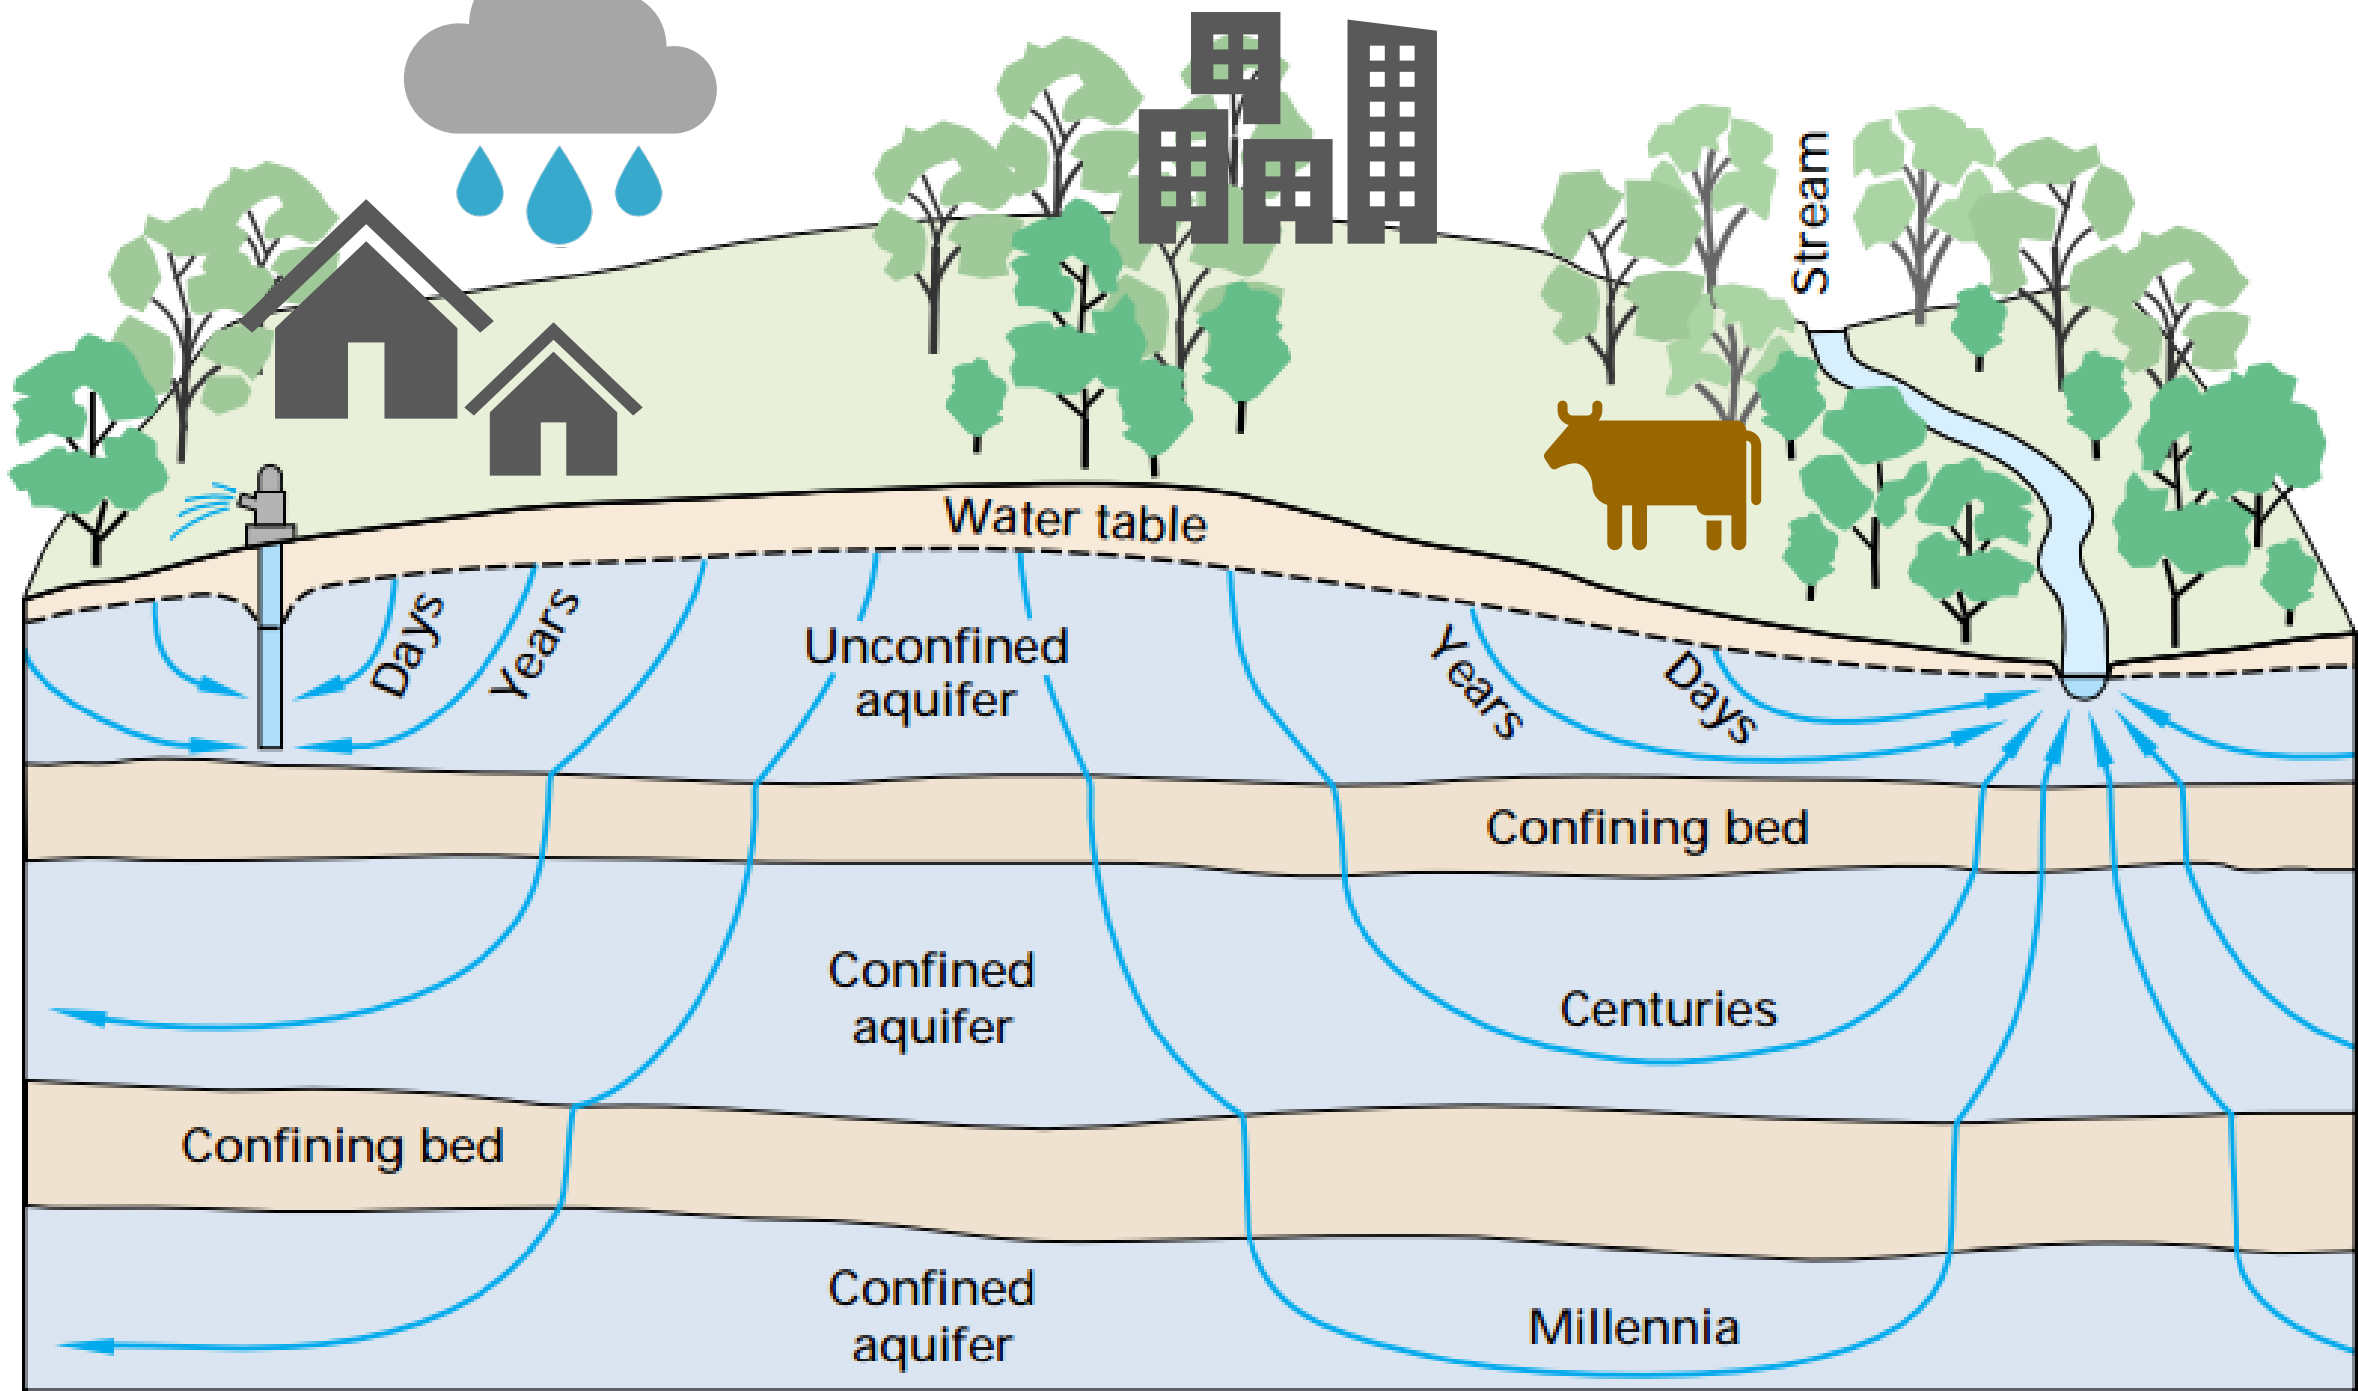 Stream
Water table
Days
Years
Unconfined
aquifer
Years
Days
Confining bed
Confined
aquifer
Centuries
Confining bed
Confined
aquifer
Millennia